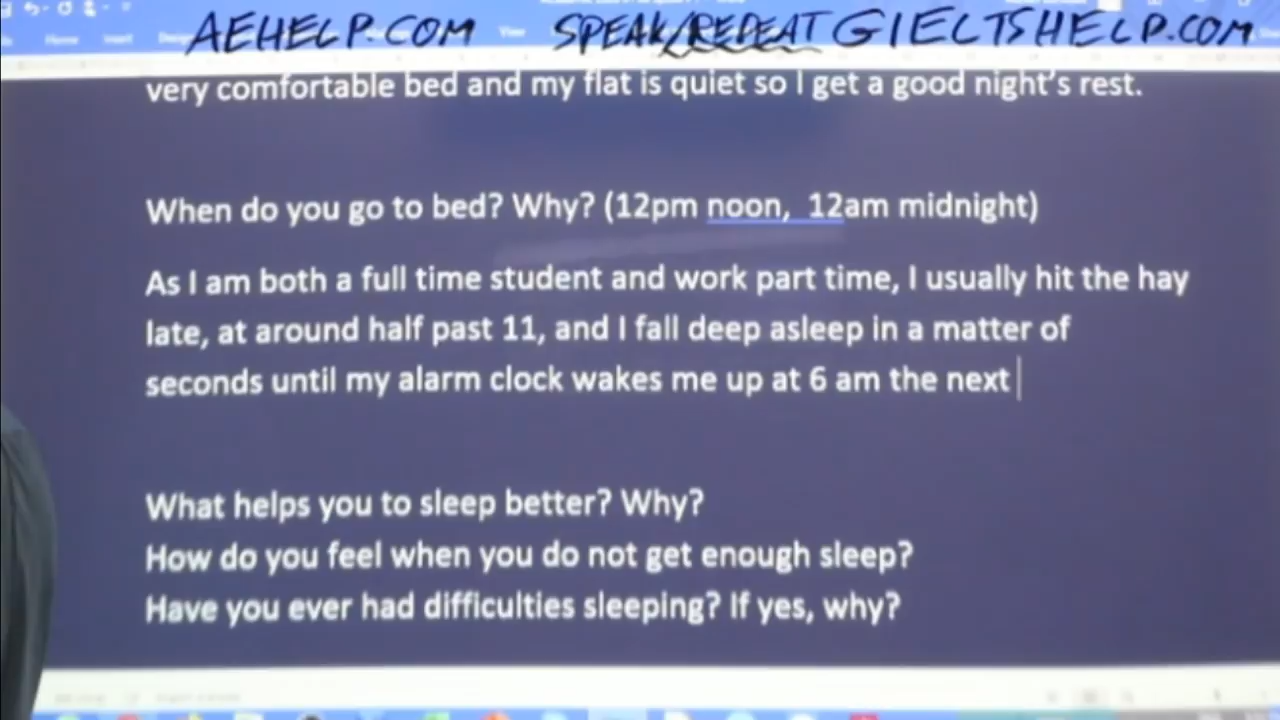 AEHELP.COM SPEAK/REPEAT GIELTSHELP.COM
very comfortable bed and my flat is quiet so I get a good night's rest.
When do you go to bed? Why? (12pm noon, 12am midnight)
As I am both a full time student and work part time, I usually hit the hay
late, at around half past 11, and I fall deep asleep in a matter of
seconds until my alarm clock wakes me up at 6 am the next
What helps you to sleep better? Why?
How do you feel when you do not get enough sleep?
Have you ever had difficulties sleeping? If yes, why?